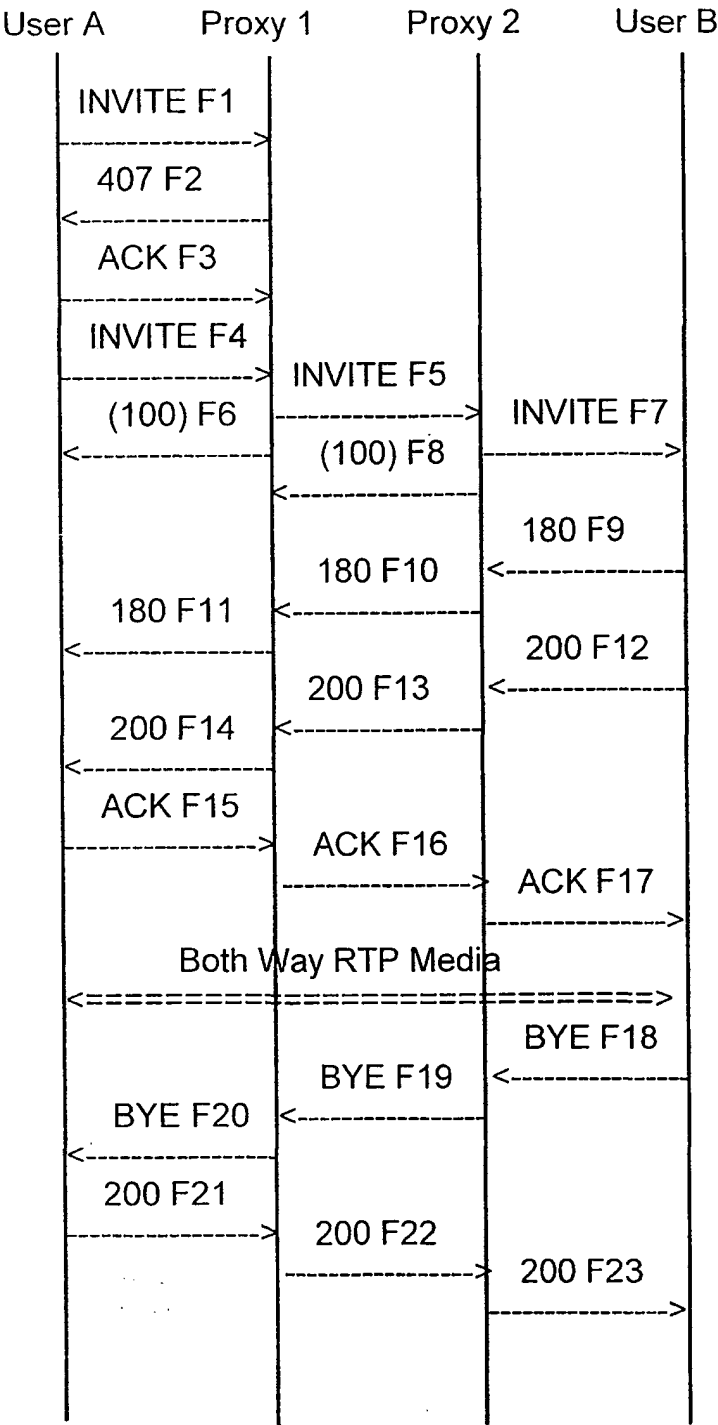 User A Proxy 1 Proxy 2 User B
INVITE F1
407 F2
ACK F3
INVITE F4
INVITE F5
(100) F6
INVITE F7
(100) F8
180 F9
180 F10
180 F11
200 F12
200 F13
200 F14
ACK F15
ACK F16
ACK F17
Both Way RTP Media
BYE F18
BYE F19
BYE F20
200 F21
200 F22
200 F23